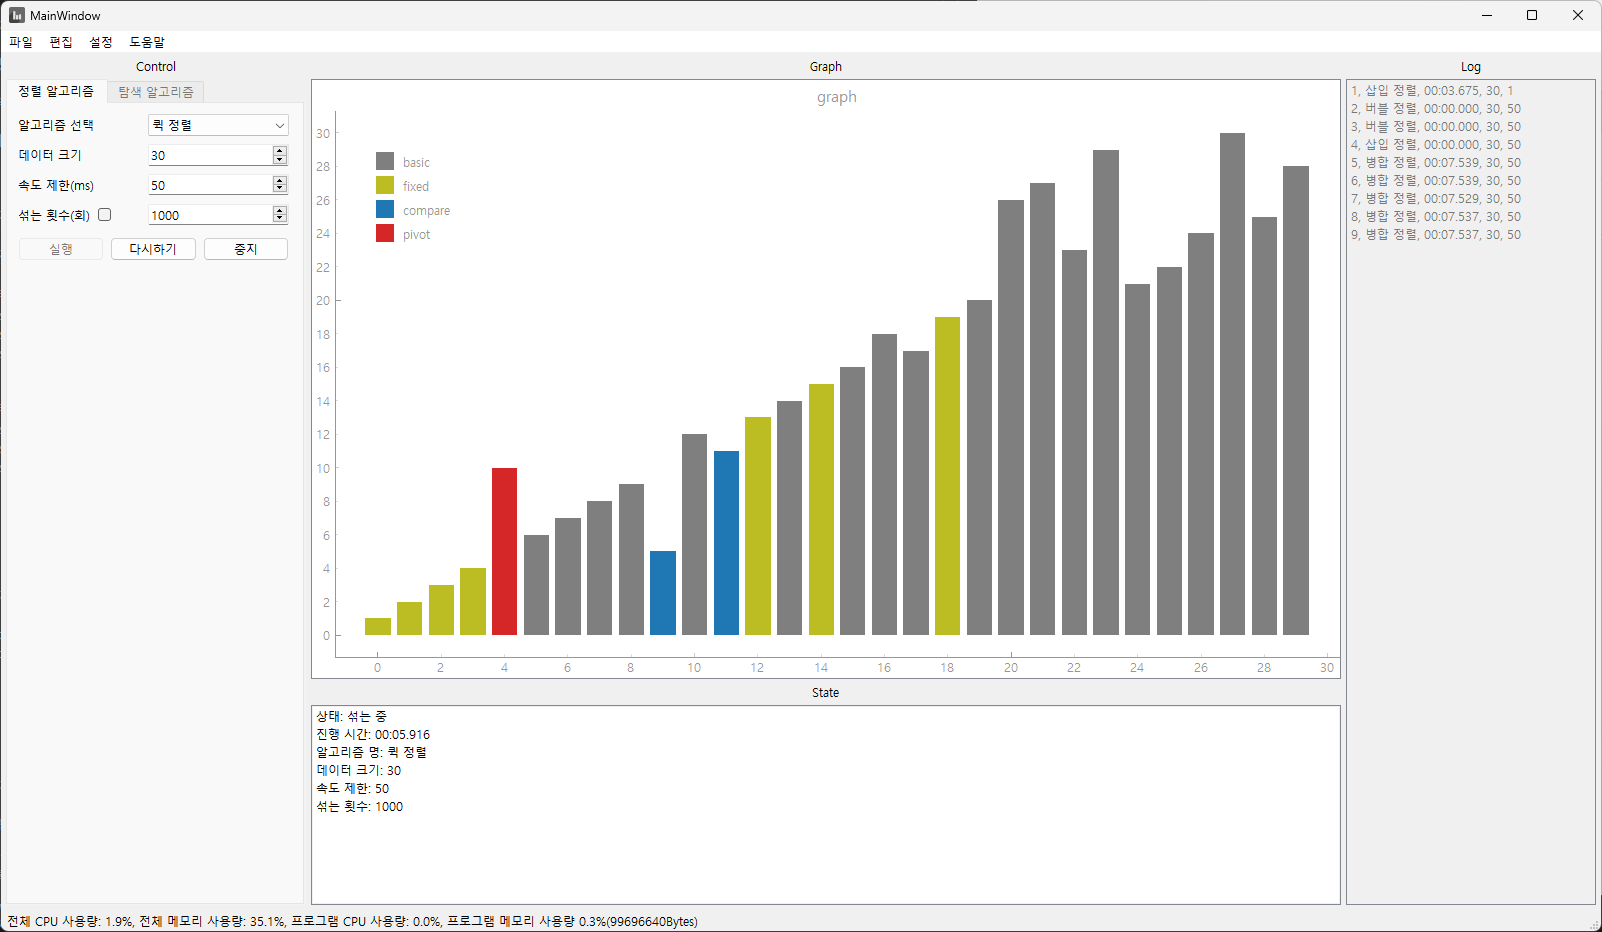 MainWindow
파일 편집 설정 도움말
Control
정렬 알고리즘 탐색 알고리즘
알고리즘 선택 퀵 정렬
데이터 크기 30
속도 제한(ms) 50
섞는 횟수(회) 1000
실행 다시하기 중지
Graph
graph
basic
fixed
compare
pivot
30
28
26
24
22
20
18
16
14
12
10
8
6
4
2
0
0 2 4 6 8 10 12 14 16 18 20 22 24 26 28 30
State
상태: 섞는 중
진행 시간: 00:05.916
알고리즘 명: 퀵 정렬
데이터 크기: 30
속도 제한: 50
섞는 횟수: 1000
Log
1, 삽입 정렬, 00:03.675, 30, 1
2, 버블 정렬, 00:00.000, 30, 50
3, 버블 정렬, 00:00.000, 30, 50
4, 삽입 정렬, 00:00.000, 30, 50
5, 병합 정렬, 00:07.539, 30, 50
6, 병합 정렬, 00:07.539, 30, 50
7, 병합 정렬, 00:07.529, 30, 50
8, 병합 정렬, 00:07.537, 30, 50
9, 병합 정렬, 00:07.537, 30, 50
전체 CPU 사용량: 1.9%, 전체 메모리 사용량: 35.1%, 프로그램 CPU 사용량: 0.0%, 프로그램 메모리 사용량 0.3%(99696640Bytes)